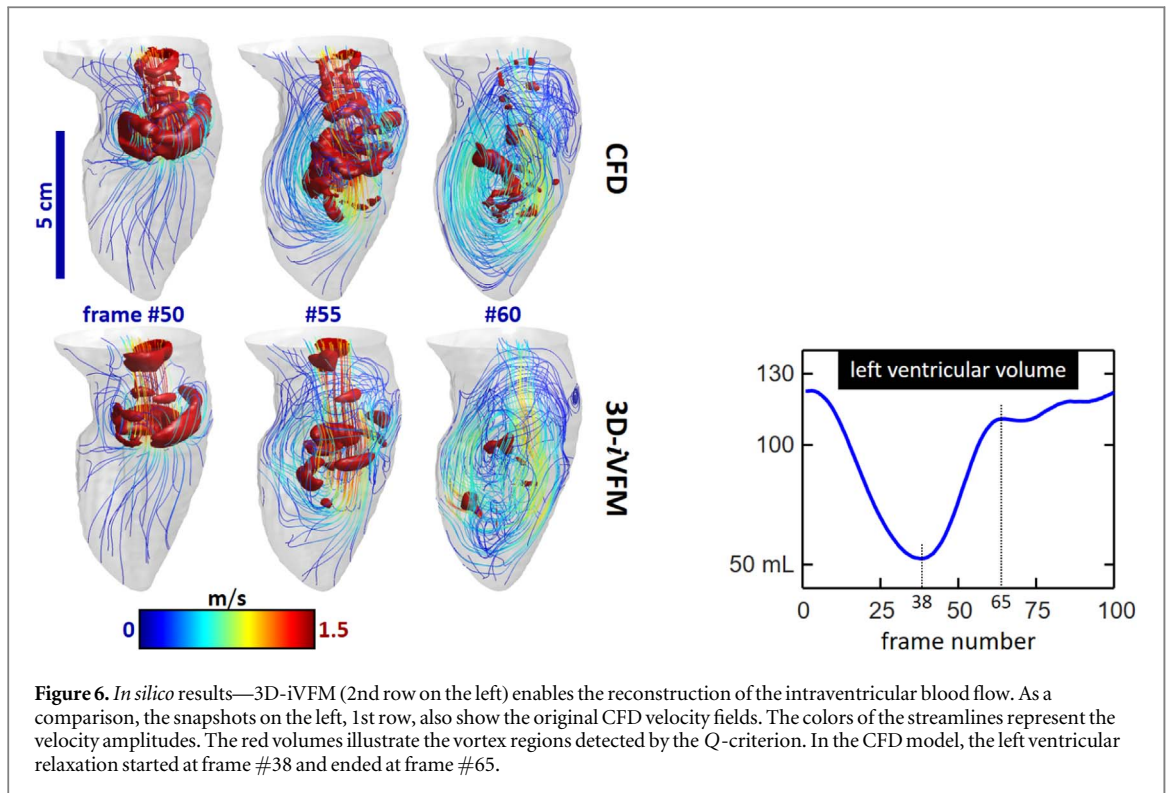 CFD
5 cm
frame #50 #55 #60
3D-iVFM
m/s
0 1.5
left ventricular volume
130
100
50 mL
0 25 38 50 65 75 100
frame number
Figure 6. In silico results—3D-iVFM (2nd row on the left) enables the reconstruction of the intraventricular blood flow. As a
comparison, the snapshots on the left, 1st row, also show the original CFD velocity fields. The colors of the streamlines represent the
velocity amplitudes. The red volumes illustrate the vortex regions detected by the Q-criterion. In the CFD model, the left ventricular
relaxation started at frame #38 and ended at frame #65.